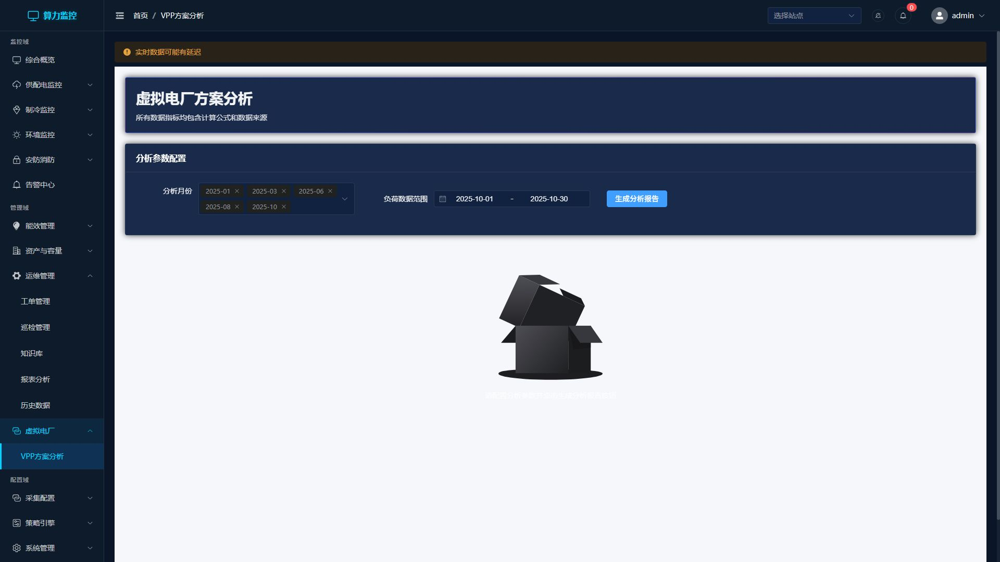 算力监控
首页 / VPP方案分析
选择站点
0
admin
监控域
综合概览
供配电监控
制冷监控
环境监控
安防消防
告警中心
管理域
能效管理
资产与容量
运维管理
工单管理
巡检管理
知识库
报表分析
历史数据
虚拟电厂
VPP方案分析
配置域
采集配置
策略引擎
系统管理
实时数据可能有延迟
虚拟电厂方案分析
所有数据指标均包含计算公式和数据来源
分析参数配置
分析月份
2025-01 2025-03 2025-06
2025-08 2025-10
负荷数据范围
2025-10-01 - 2025-10-30
生成分析报告
请配置分析参数并点击生成分析报告按钮